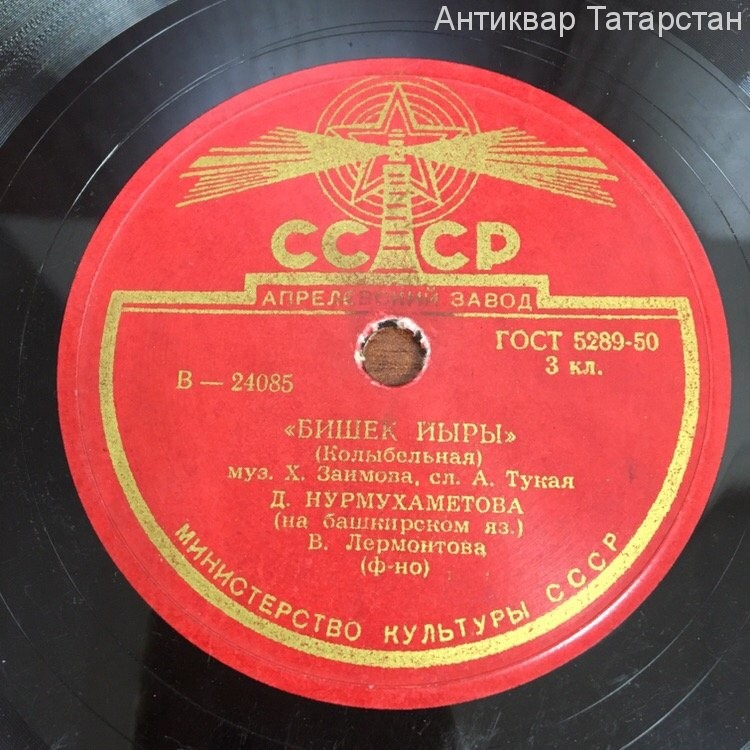 Антиквар Татарстан
СССР
АПРЕЛЕВСКИЙ ЗАВОД
ГОСТ 5289-50
3 кл.
В — 24085
«БИШЕК ЙЫРЫ»
(Колыбельная)
муз. Х. Заимова, сл. А. Тукая
Д. НУРМУХАМЕТОВА
(на башкирском яз.)
В. Лермонтова
(ф-но)
МИНИСТЕРСТВО КУЛЬТУРЫ СССР